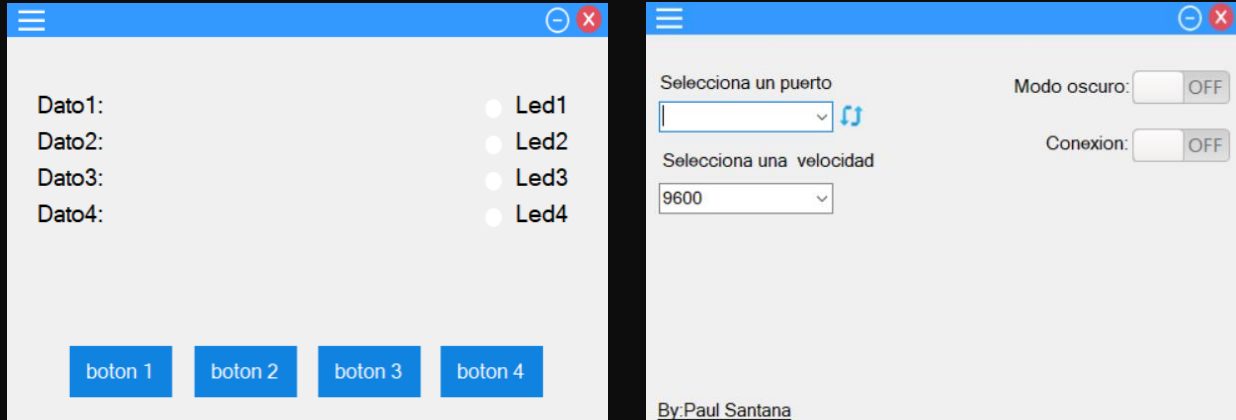 X
Dato1:
Led1
Dato2:
Led2
Dato3:
Led3
Dato4:
Led4
boton 1
boton 2
boton 3
boton 4
X
Selecciona un puerto
Modo oscuro: OFF
Conexion: OFF
Selecciona una velocidad
9600
By:Paul Santana